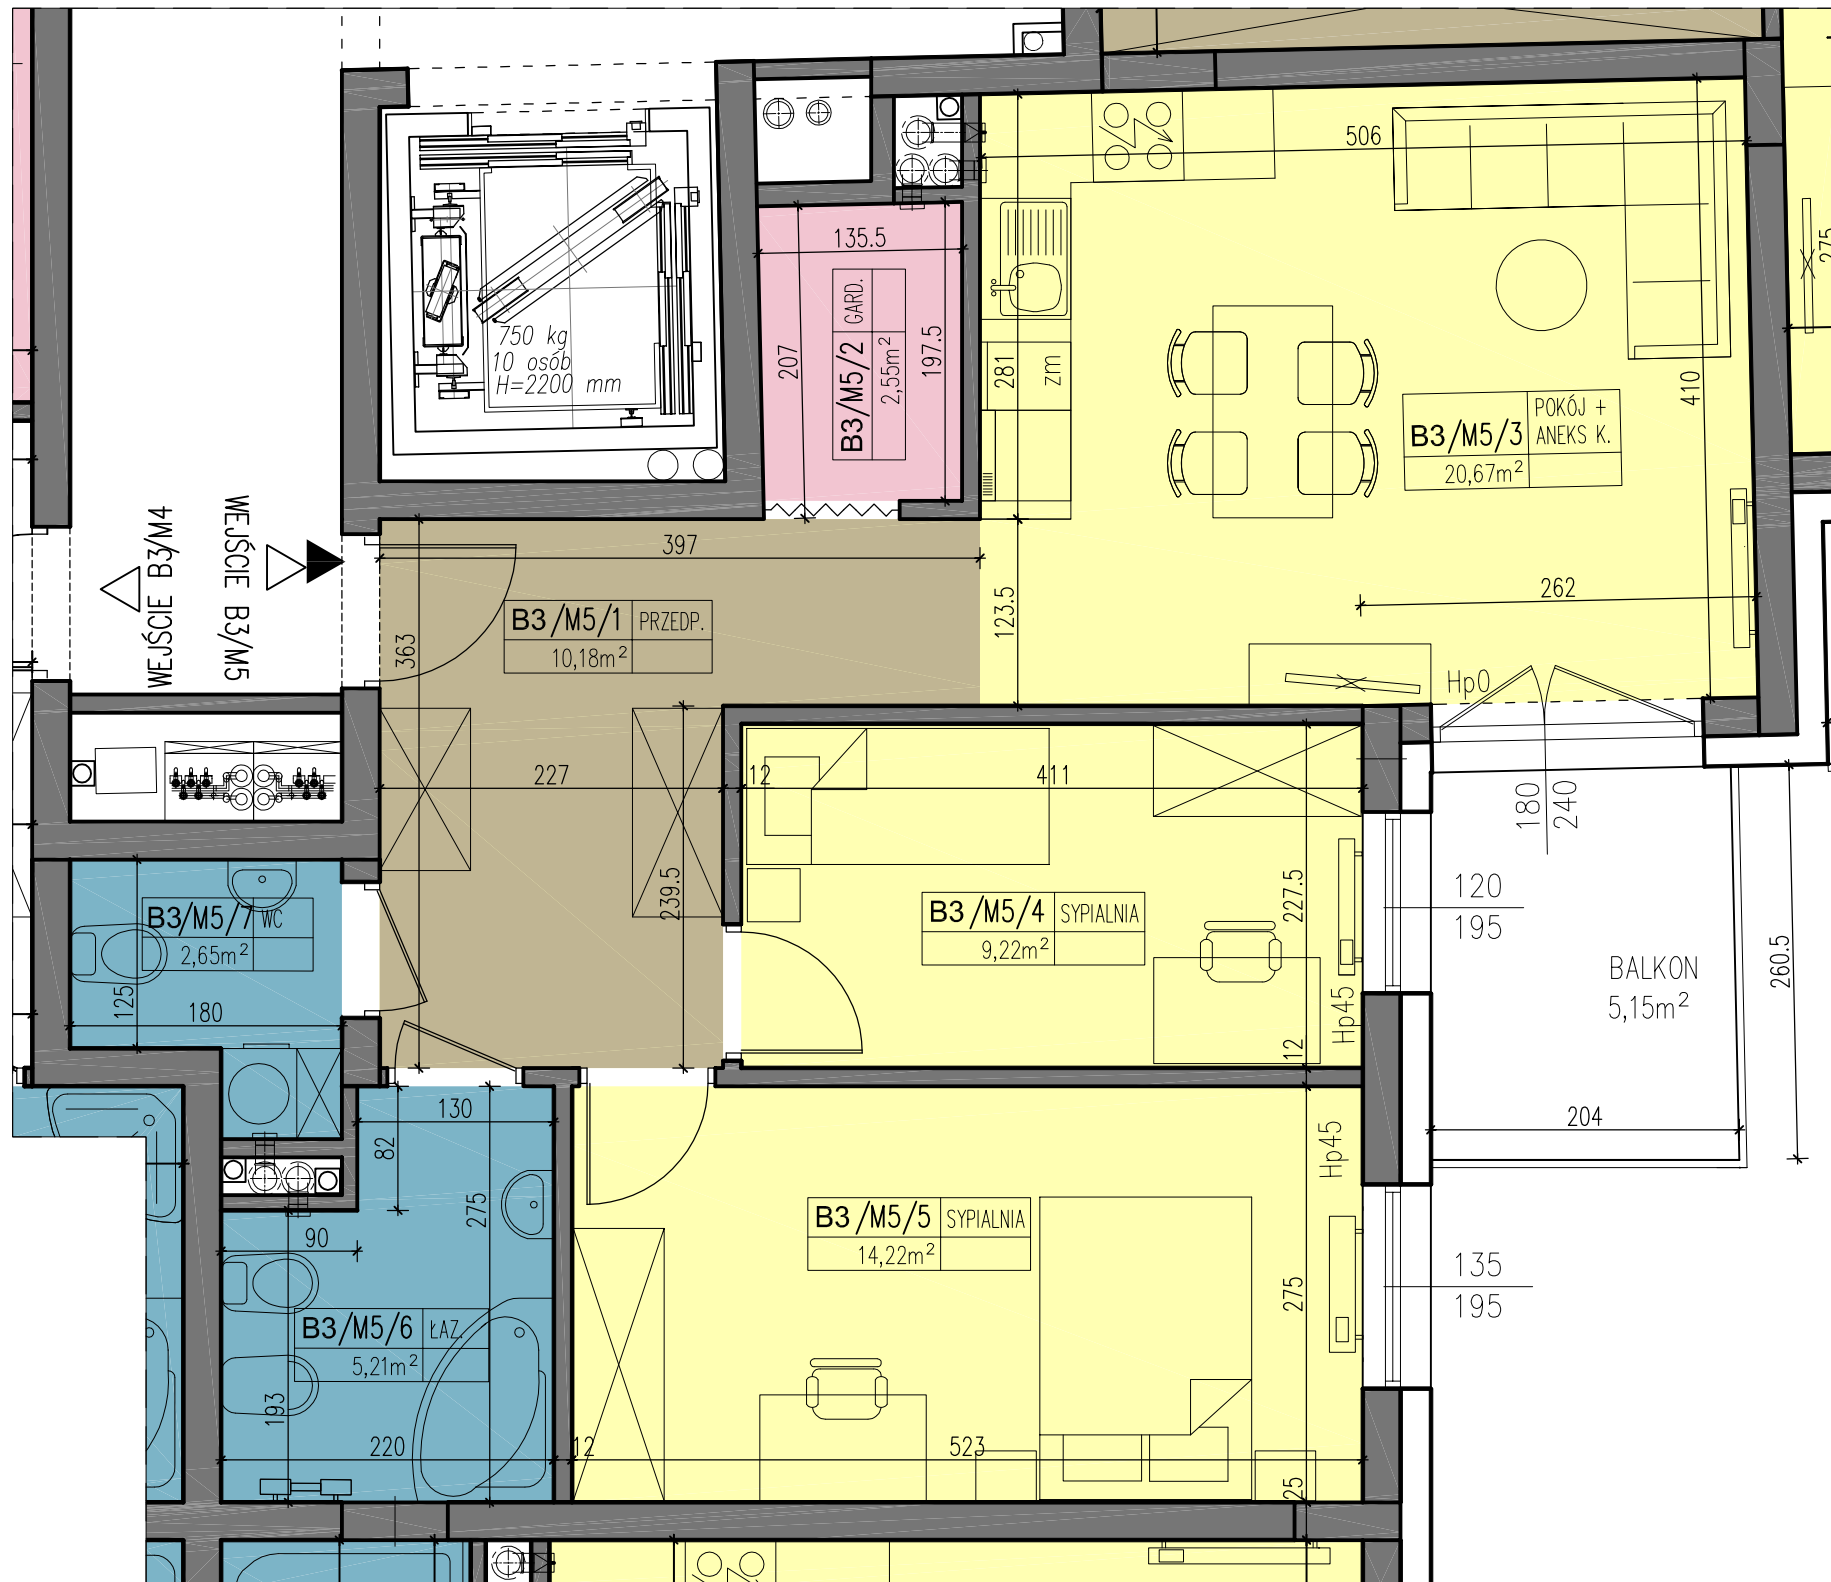 506
135.5
750 kg
10 osób
H=2200 mm
207
B3/M5/2 GARD.
2,55m²
197.5
281
zm
410
275
B3/M5/3 POKÓJ +
ANEKS K.
20,67m²
WEJŚCIE B3/M4
WEJŚCIE B3/M5
397
363
B3/M5/1 PRZEDP.
10,18m²
123.5
262
Hp0
227
12
411
180
240
239.5
B3/M5/4 SYPIALNIA
9,22m²
227.5
120
195
Hp45
BALKON
5,15m²
260.5
B3/M5/7 WC
2,65m²
125
180
12
204
130
82
275
Hp45
90
B3/M5/5 SYPIALNIA
14,22m²
135
195
275
B3/M5/6 ŁAZ.
5,21m²
193
220
12
523
25